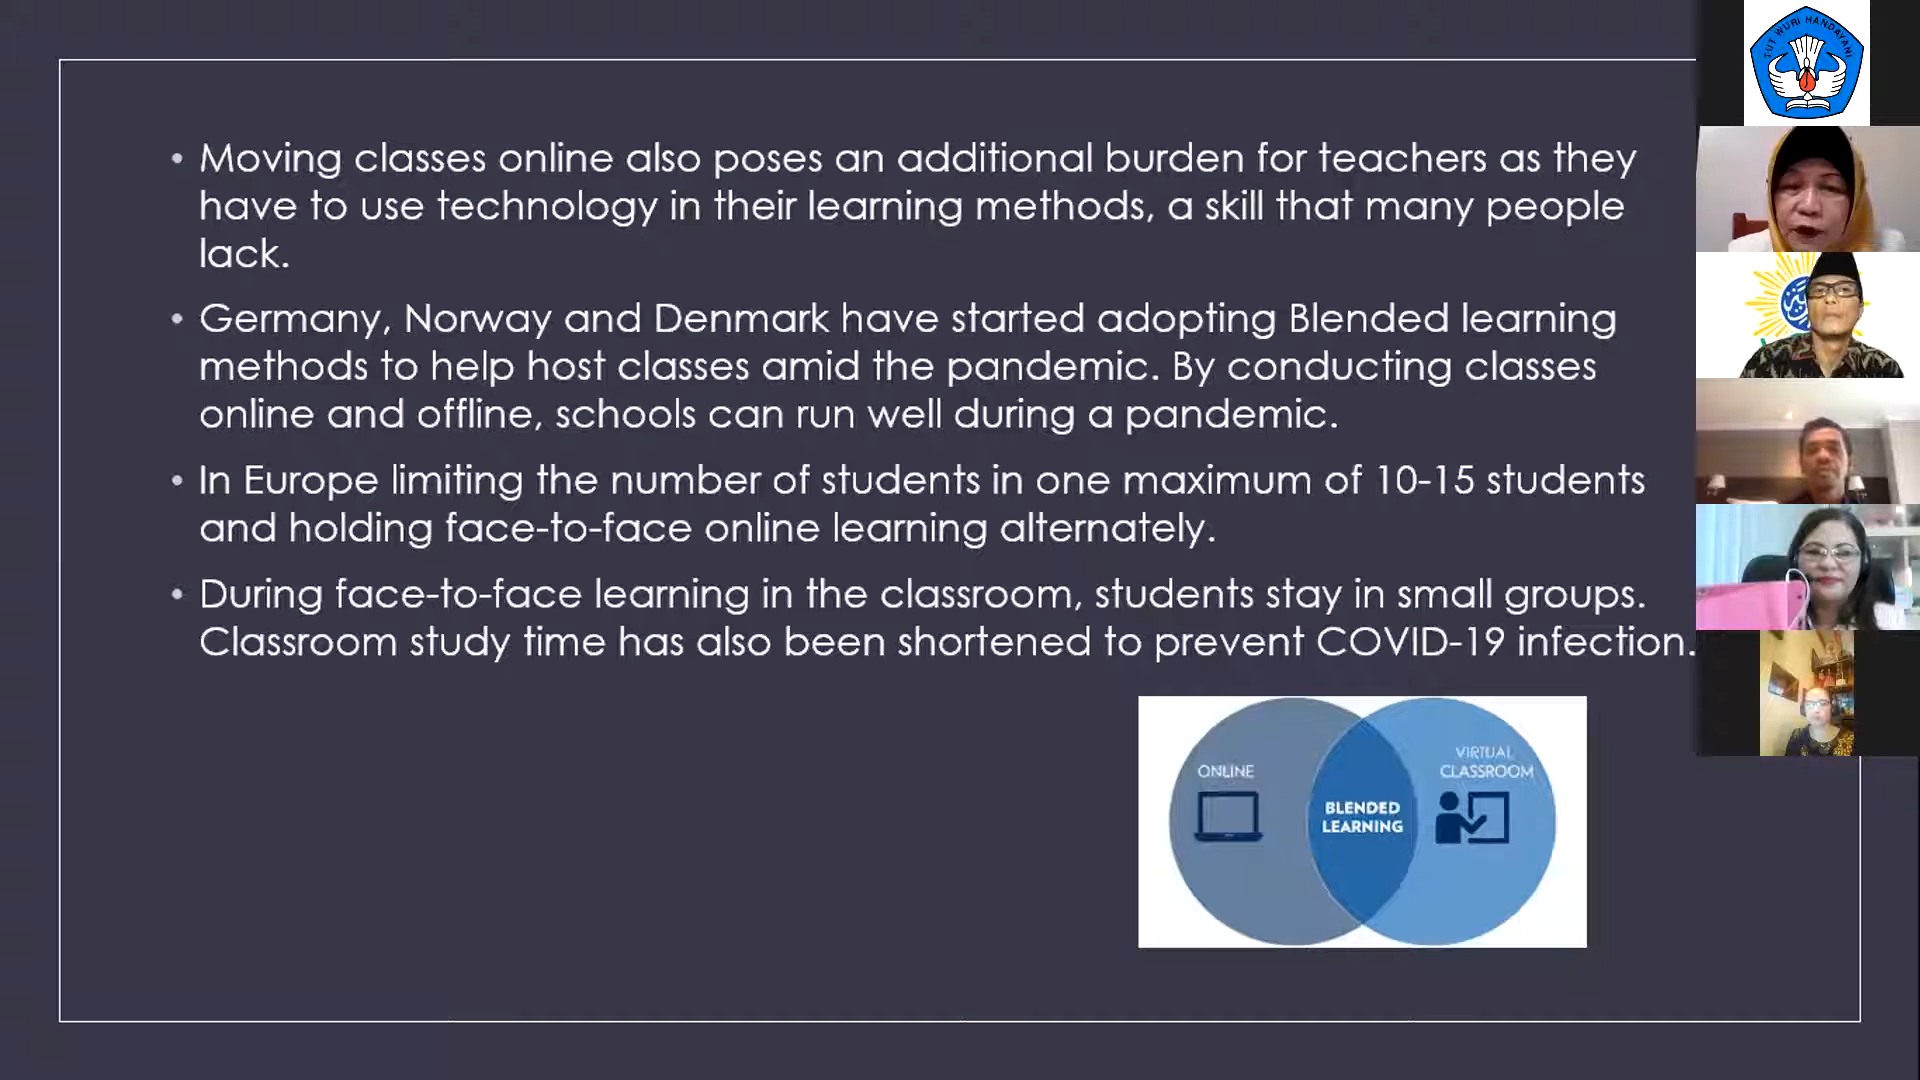 • Moving classes online also poses an additional burden for teachers as they
have to use technology in their learning methods, a skill that many people
lack.
• Germany, Norway and Denmark have started adopting Blended learning
methods to help host classes amid the pandemic. By conducting classes
online and offline, schools can run well during a pandemic.
• In Europe limiting the number of students in one maximum of 10-15 students
and holding face-to-face online learning alternately.
• During face-to-face learning in the classroom, students stay in small groups.
Classroom study time has also been shortened to prevent COVID-19 infection.
ONLINE
BLENDED
LEARNING
VIRTUAL
CLASSROOM
TUT WURI HANDAYANI